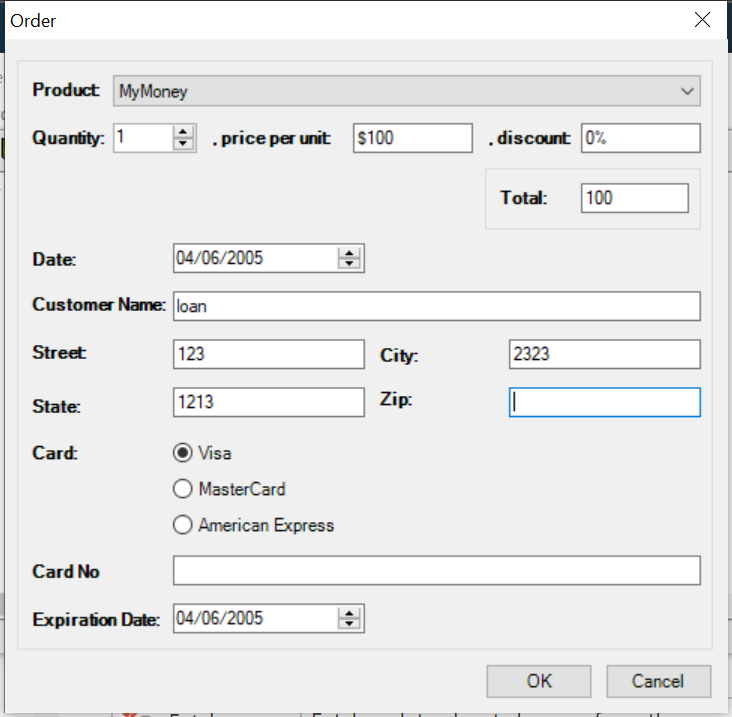 Order
Product: MyMoney
Quantity: 1 , price per unit: $100 , discount: 0%
Total: 100
Date: 04/06/2005
Customer Name: loan
Street: 123 City: 2323
State: 1213 Zip:
Card: Visa
MasterCard
American Express
Card No
Expiration Date: 04/06/2005
OK Cancel